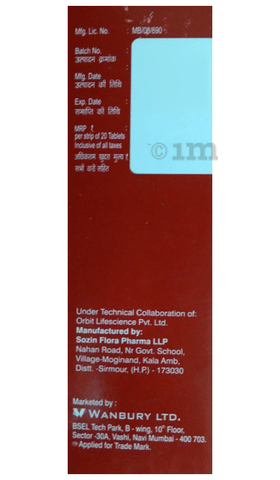 Mfg. Lic. No. : MB/08/890
Batch No. :
उत्पादन क्रमांक
Mfg. Date :
उत्पादन की तिथि
Exp. Date :
समाप्ति की तिथि
MRP ₹ :
per strip of 20 Tablets
Inclusive of all taxes
अधिकतम खुदरा मूल्य ₹
सभी करों सहित
1m
Under Technical Collaboration of:
Orbit Lifescience Pvt. Ltd.
Manufactured by:
Sozin Flora Pharma LLP
Nahan Road, Nr Govt. School,
Village-Moginand, Kala Amb,
Distt. -Sirmour, (H.P.) - 173030
Marketed by :
WANBURY LTD.
BSEL Tech Park, B - wing, 10th Floor,
Sector -30A, Vashi, Navi Mumbai - 400 703.
Applied for Trade Mark.